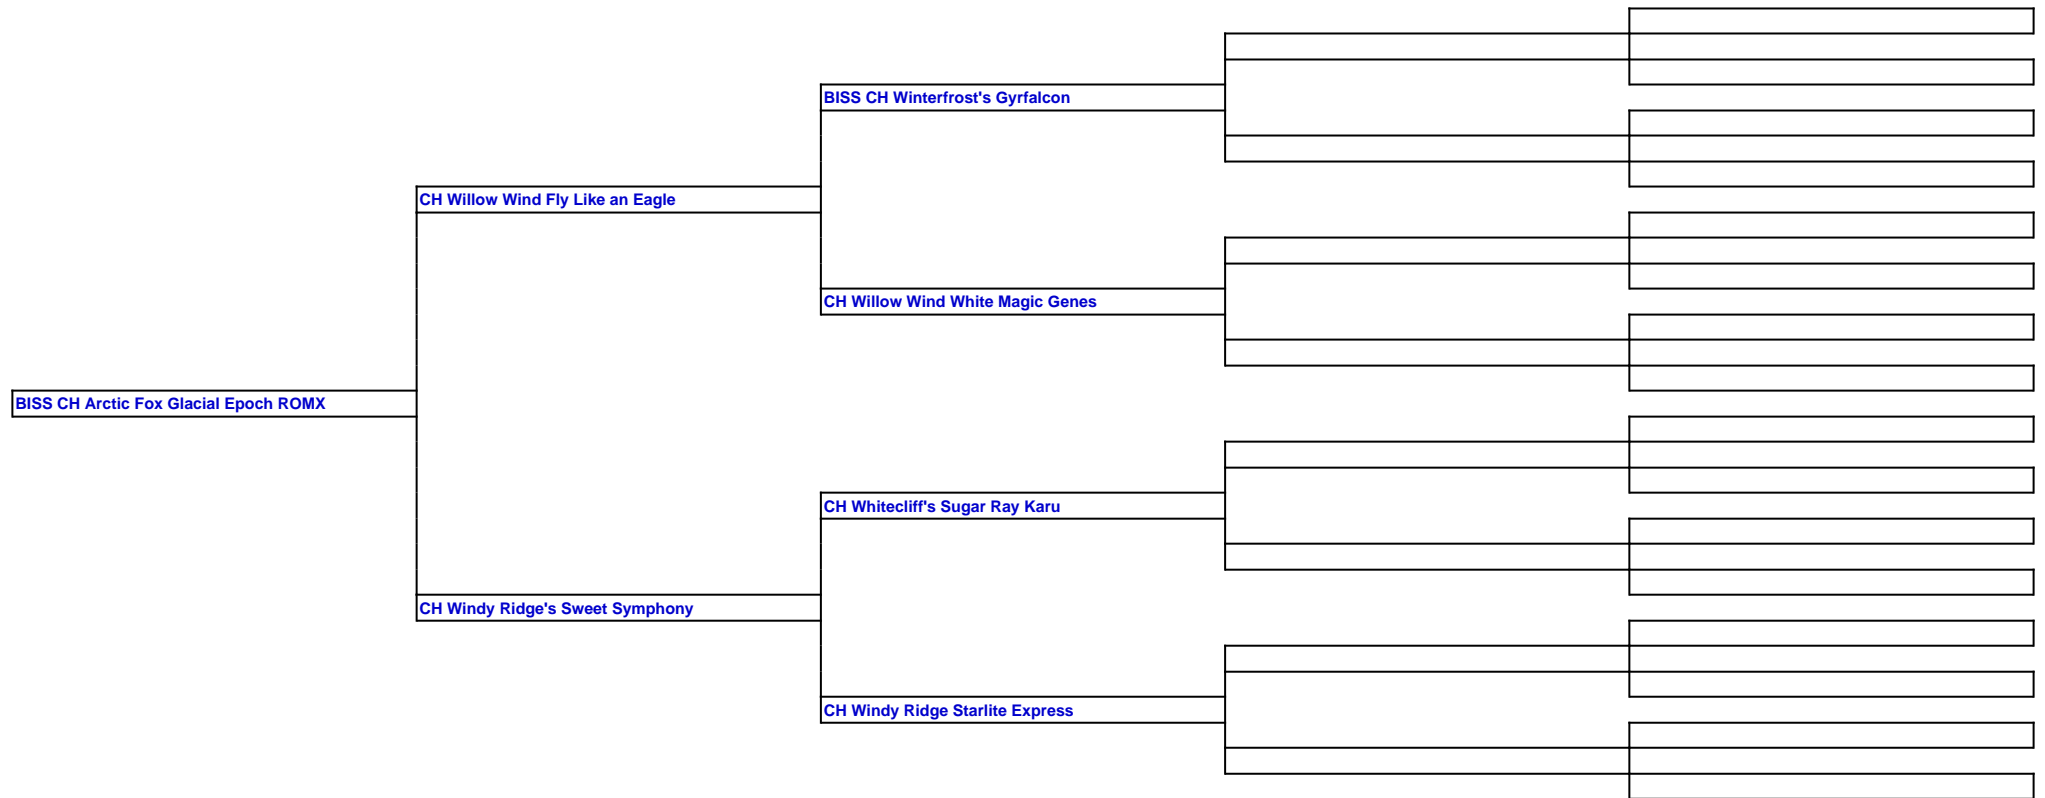 BISS CH Winterfrost's Gyrfalcon
CH Willow Wind Fly Like an Eagle
CH Willow Wind White Magic Genes
BISS CH Arctic Fox Glacial Epoch ROMX
CH Whitecliff's Sugar Ray Karu
CH Windy Ridge's Sweet Symphony
CH Windy Ridge Starlite Express